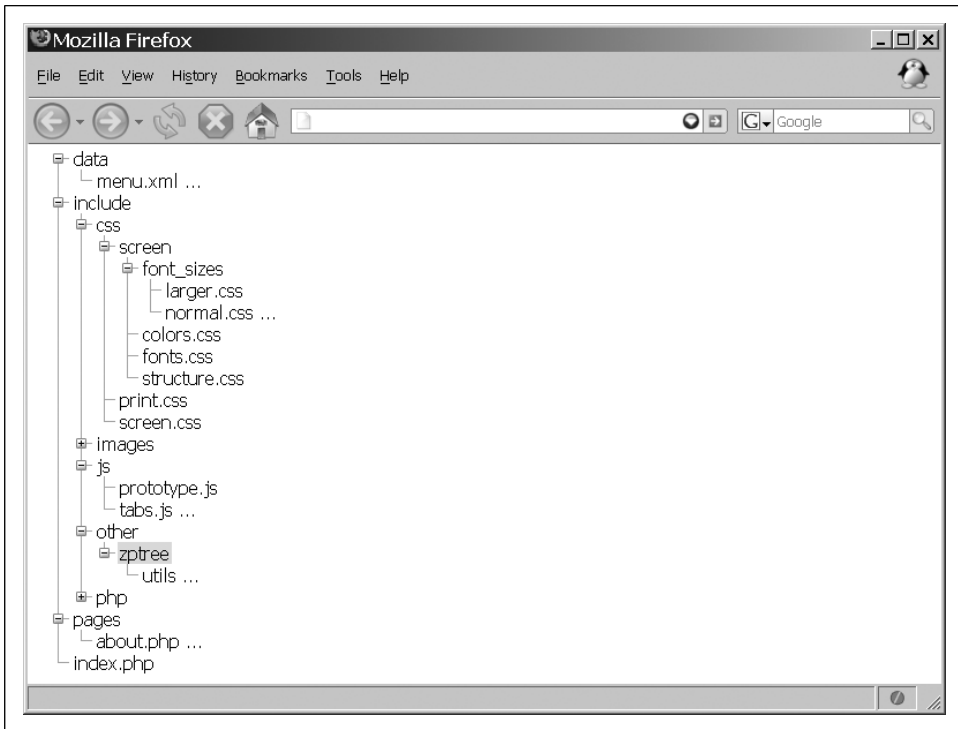 Mozilla Firefox
File Edit View History Bookmarks Tools Help
G Google
data
menu.xml ...
include
css
screen
font_sizes
larger.css
normal.css ...
colors.css
fonts.css
structure.css
print.css
screen.css
images
js
prototype.js
tabs.js ...
other
zptree
utils ...
php
pages
about.php ...
index.php